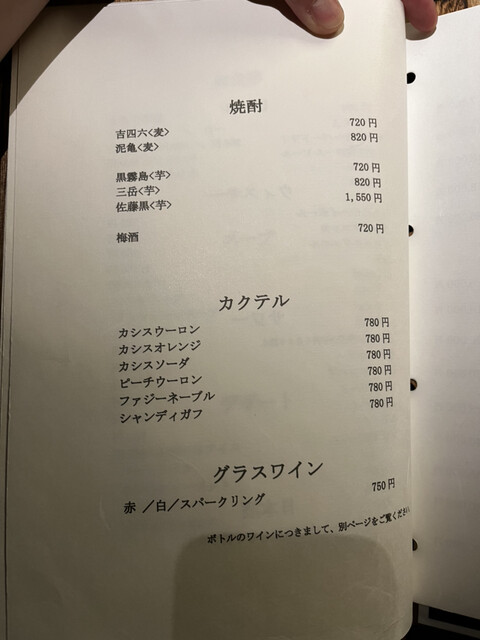 焼酎
吉四六<麦> 720円
泥亀<麦> 820円
黒霧島<芋> 720円
三岳<芋> 820円
佐藤黒<芋> 1,550円
梅酒 720円
カクテル
カシスウーロン 780円
カシスオレンジ 780円
カシスソーダ 780円
ピーチウーロン 780円
ファジーネーブル 780円
シャンディガフ 780円
グラスワイン
赤 /白/スパークリング 750円
ボトルのワインにつきまして、別ページをご覧ください